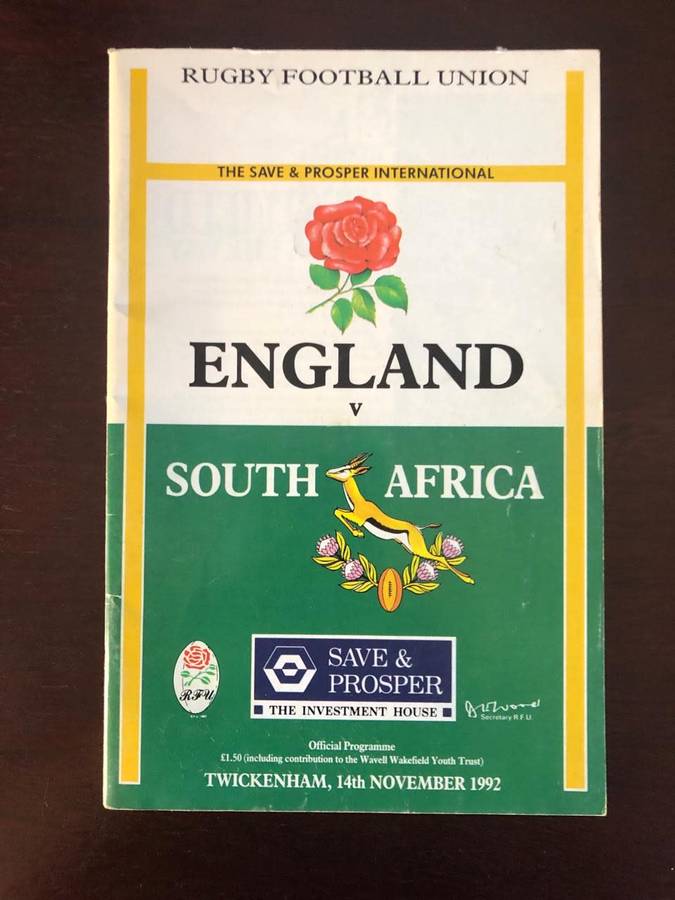 RUGBY FOOTBALL UNION
THE SAVE & PROSPER INTERNATIONAL
ENGLAND
v
SOUTH AFRICA
RFU
SAVE &
PROSPER
THE INVESTMENT HOUSE
Secretary R.F.U.
Official Programme
£1.50 (including contribution to the Wavell Wakefield Youth Trust)
TWICKENHAM, 14th NOVEMBER 1992